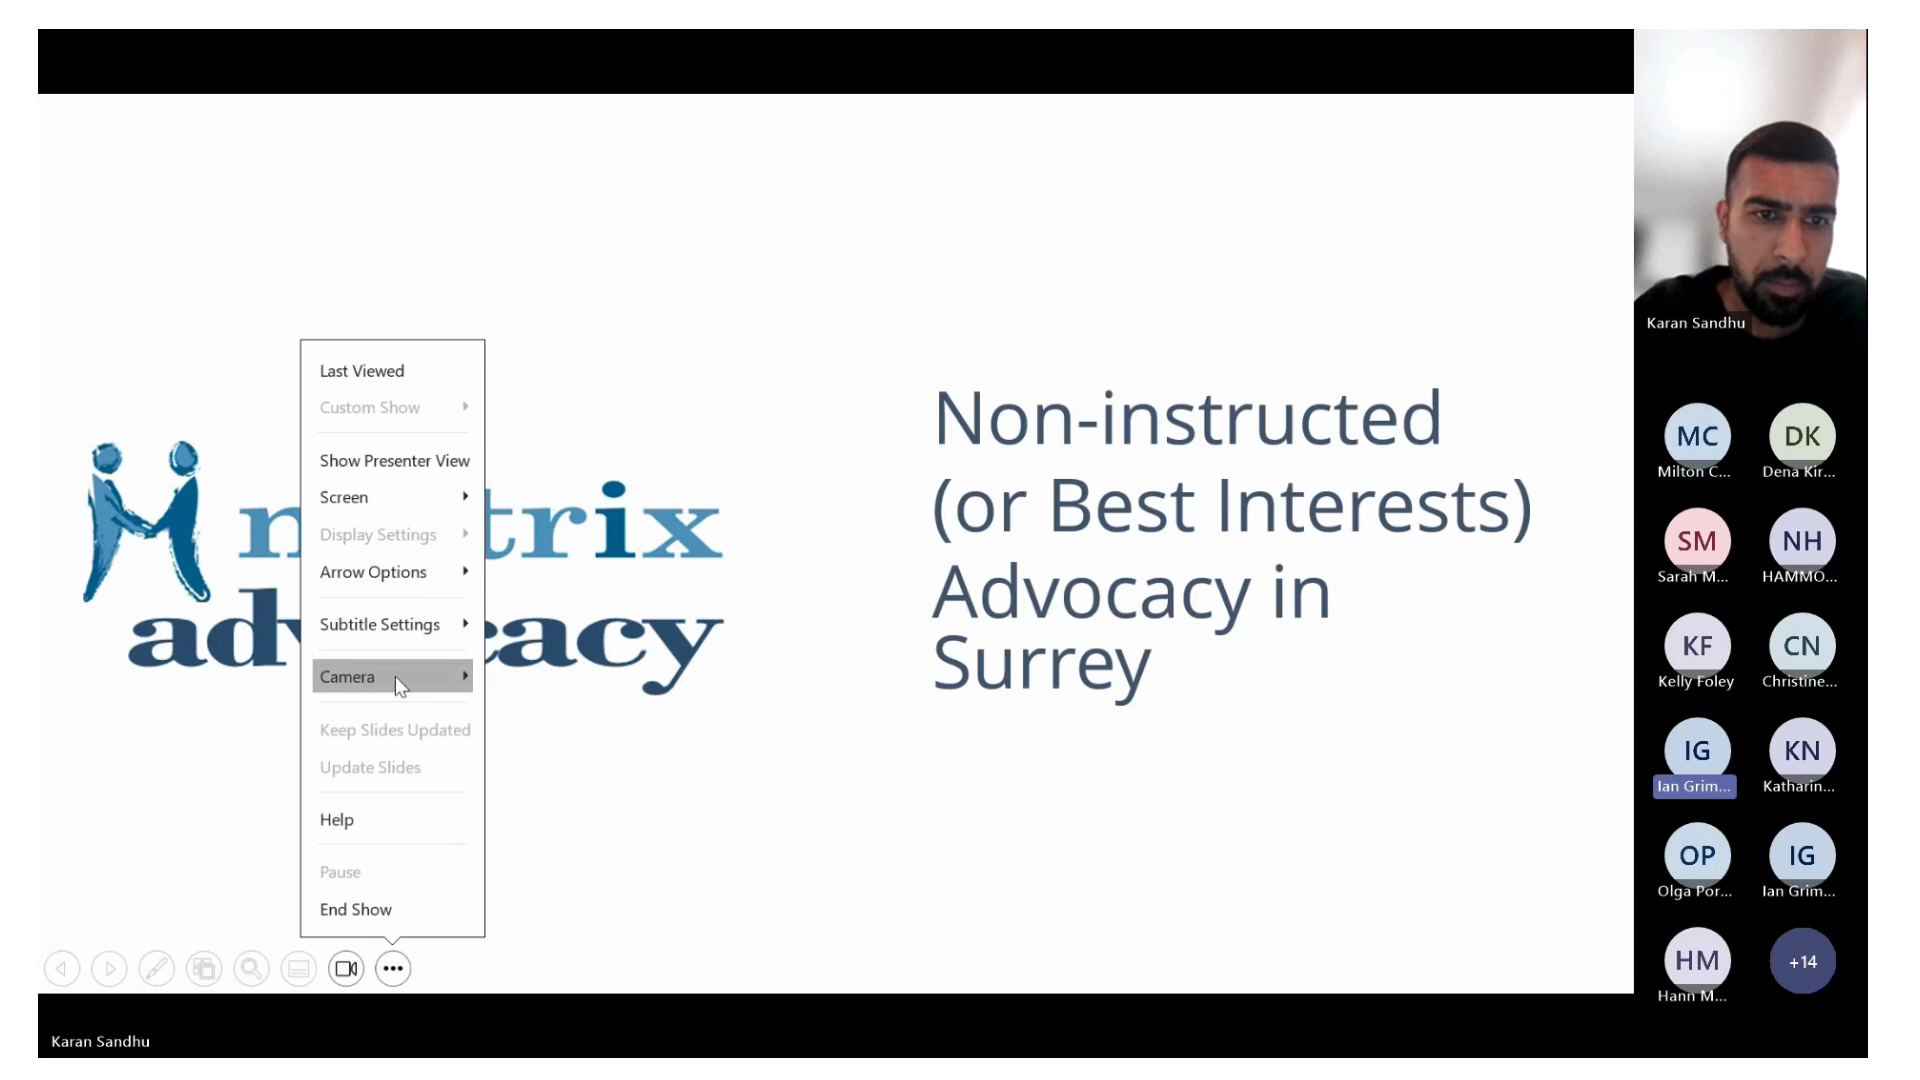 Last Viewed
Custom Show
Show Presenter View
Screen
Display Settings
Arrow Options
Subtitle Settings
Camera
Keep Slides Updated
Update Slides
Help
Pause
End Show
trix
acy
Non-instructed
(or Best Interests)
Advocacy in
Surrey
Karan Sandhu
MC DK
Milton C... Dena Kir...
SM NH
Sarah M... HAMMO...
KF CN
Kelly Foley Christine...
IG KN
Ian Grim... Katharin...
OP IG
Olga Por... Ian Grim...
HM +14
Hann M...
Karan Sandhu